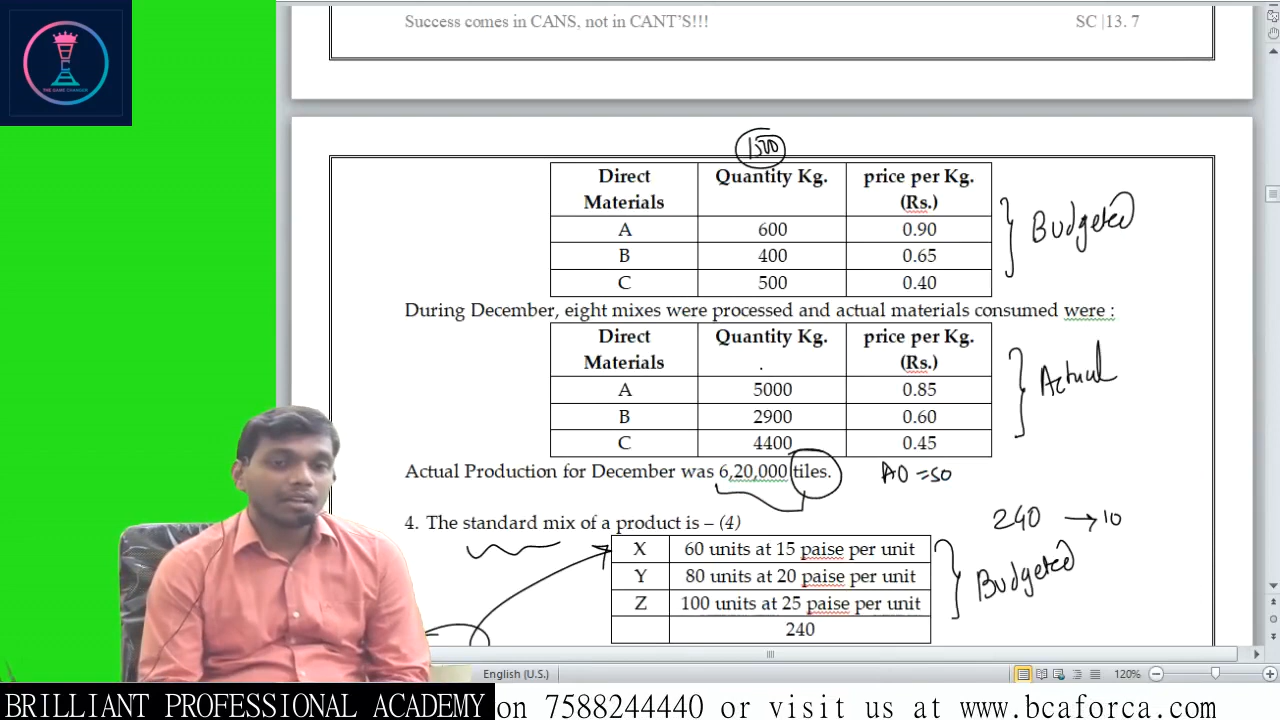 Success comes in CANS, not in CANT'S!!! SC |13. 7
THE GAME CHANGER
1500
Direct Materials Quantity Kg. price per Kg. (Rs.)
A 600 0.90
B 400 0.65
C 500 0.40
} Budgeted
During December, eight mixes were processed and actual materials consumed were :
Direct Materials Quantity Kg. price per Kg. (Rs.)
A 5000 0.85
B 2900 0.60
C 4400 0.45
} Actual
Actual Production for December was 6,20,000 tiles. AO = SO
4. The standard mix of a product is – (4) 240 → 10
X 60 units at 15 paise per unit
Y 80 units at 20 paise per unit
Z 100 units at 25 paise per unit
240
} Budgeted
English (U.S.) 120%
BRILLIANT PROFESSIONAL ACADEMY on 7588244440 or visit us at www.bcaforca.com